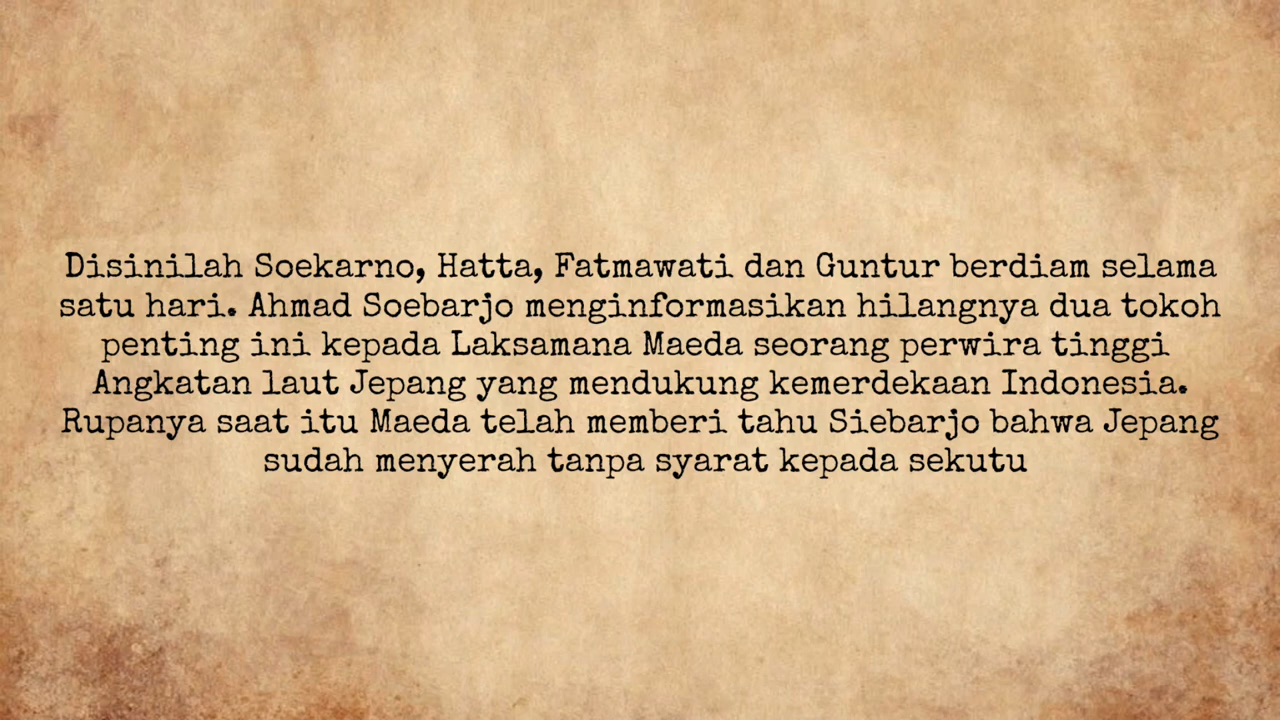 Disinilah Soekarno, Hatta, Fatmawati dan Guntur berdiam selama
satu hari. Ahmad Soebarjo menginformasikan hilangnya dua tokoh
penting ini kepada Laksamana Maeda seorang perwira tinggi
Angkatan laut Jepang yang mendukung kemerdekaan Indonesia.
Rupanya saat itu Maeda telah memberi tahu Siebarjo bahwa Jepang
sudah menyerah tanpa syarat kepada sekutu